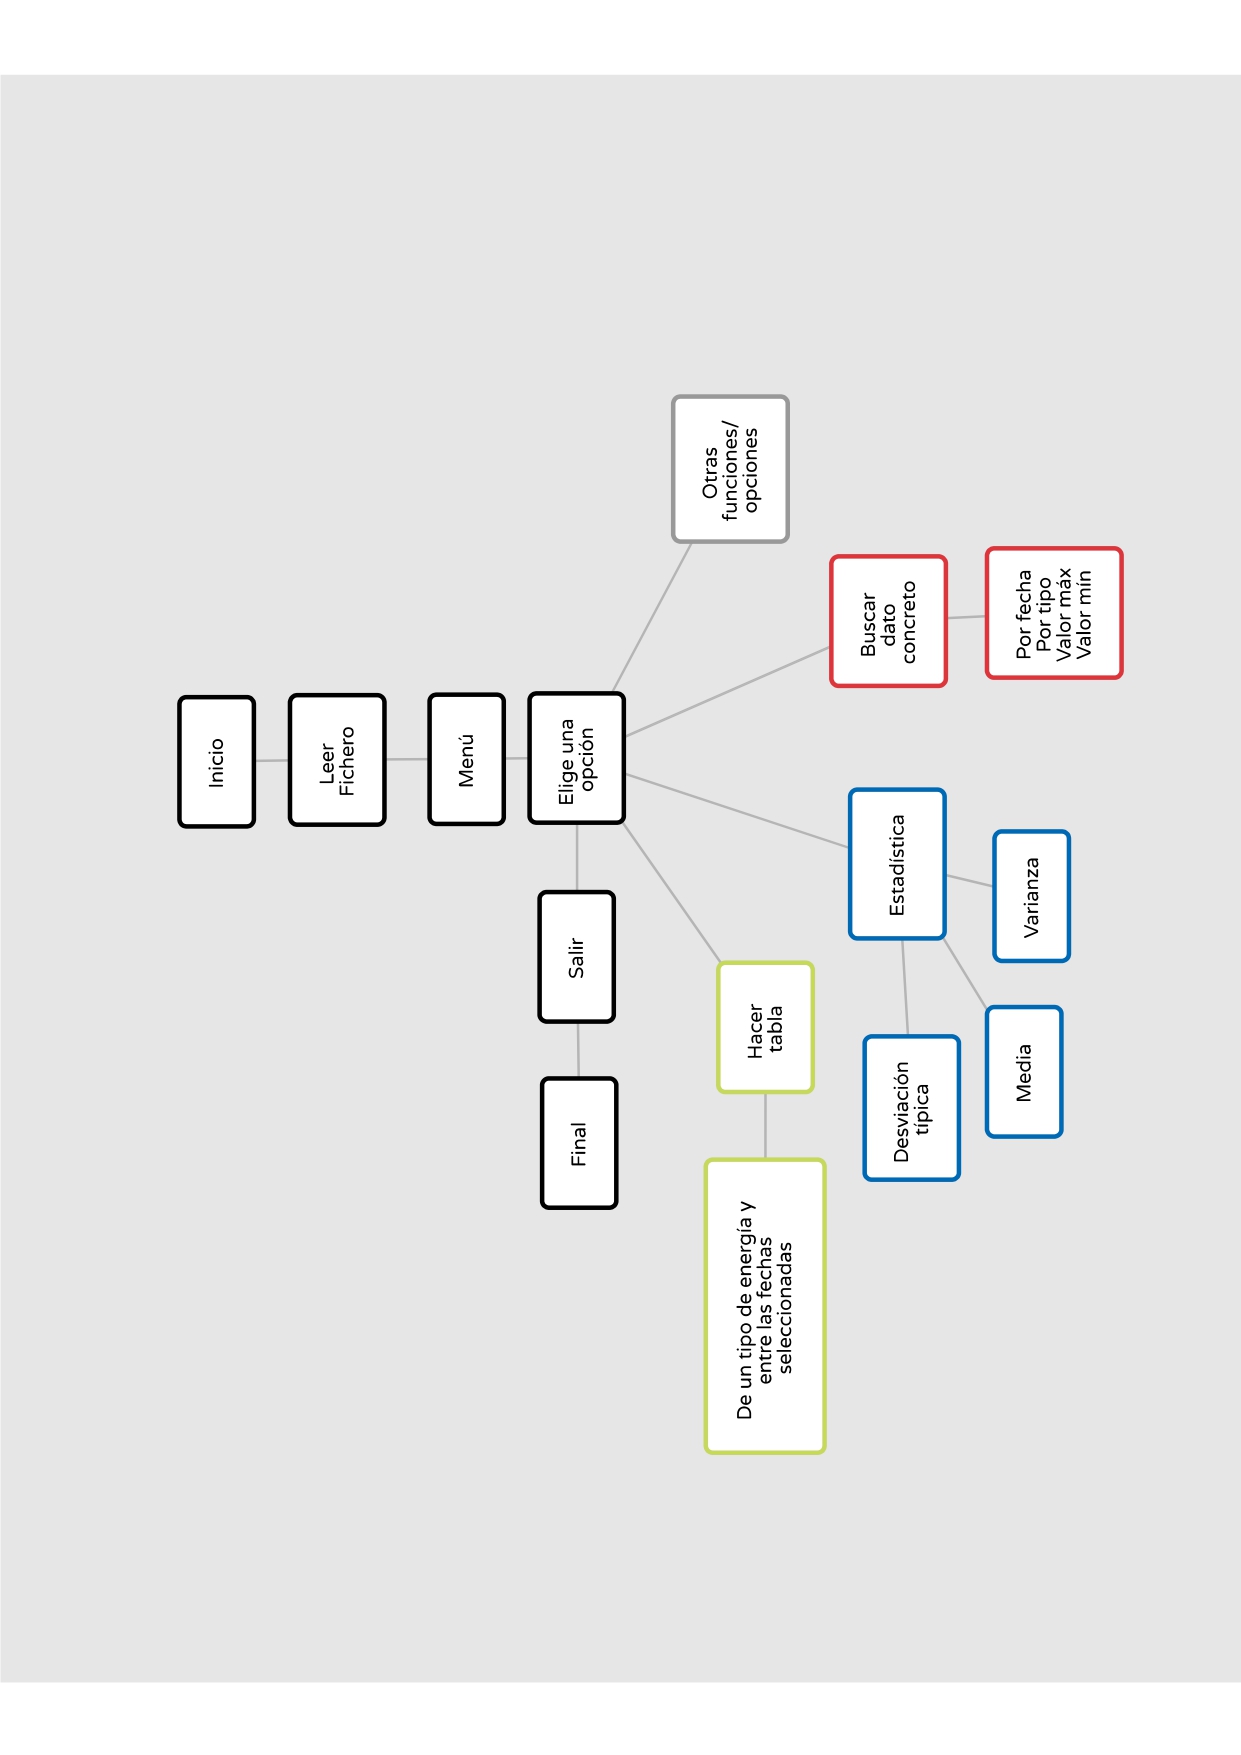 Inicio
Leer
Fichero
Menú
Elige una
opción
Salir
Final
Hacer
tabla
De un tipo de energía y
entre las fechas
seleccionadas
Estadística
Desviación
típica
Media
Varianza
Buscar
dato
concreto
Por fecha
Por tipo
Valor máx
Valor mín
Otras
funciones/
opciones